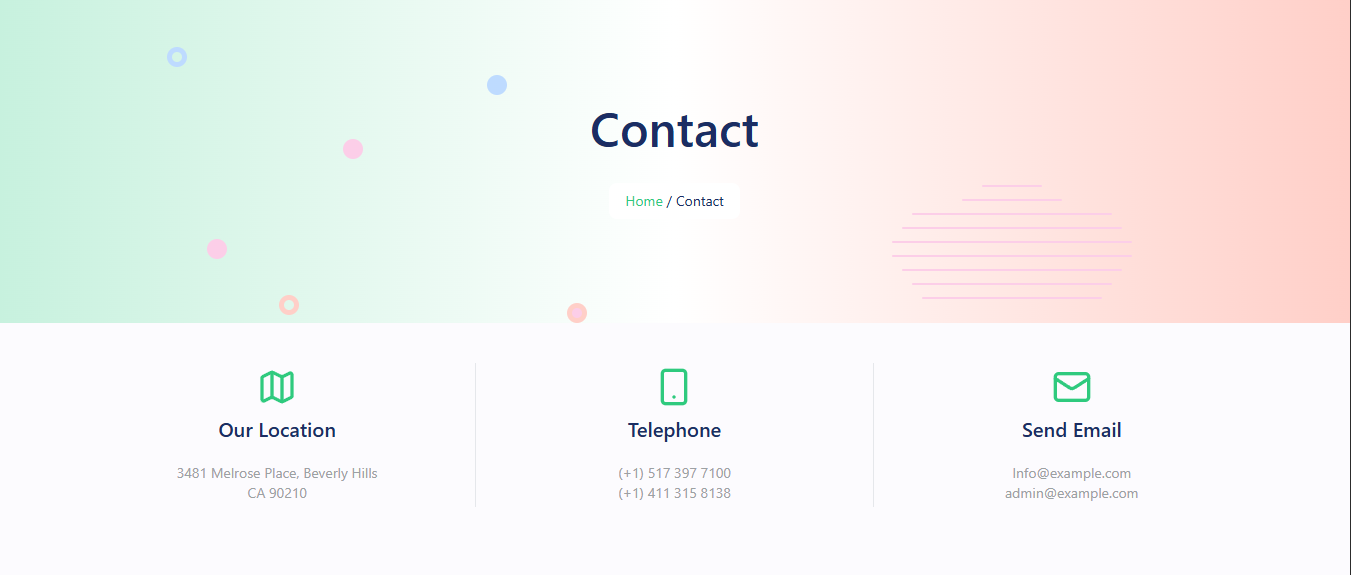 Contact
Home / Contact
Our Location
3481 Melrose Place, Beverly Hills
CA 90210
Telephone
(+1) 517 397 7100
(+1) 411 315 8138
Send Email
Info@example.com
admin@example.com